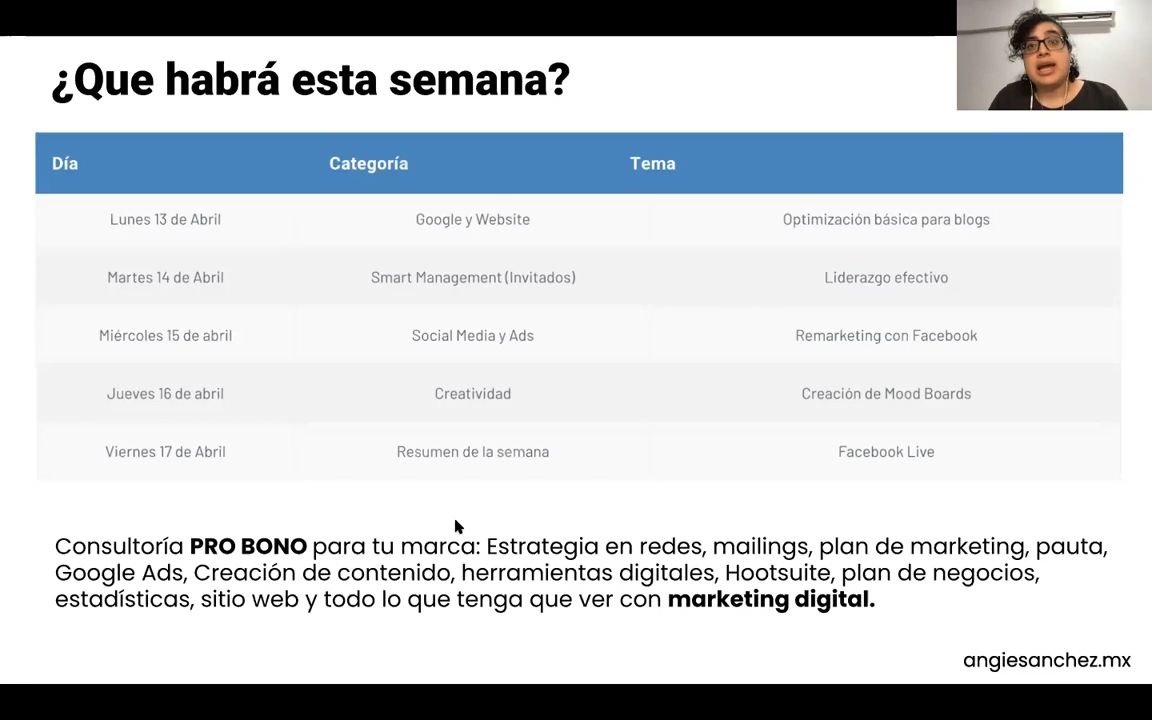 ¿Que habrá esta semana?
Día Categoría Tema
Lunes 13 de Abril Google y Website Optimización básica para blogs
Martes 14 de Abril Smart Management (Invitados) Liderazgo efectivo
Miércoles 15 de abril Social Media y Ads Remarketing con Facebook
Jueves 16 de abril Creatividad Creación de Mood Boards
Viernes 17 de Abril Resumen de la semana Facebook Live
Consultoría PRO BONO para tu marca: Estrategia en redes, mailings, plan de marketing, pauta,
Google Ads, Creación de contenido, herramientas digitales, Hootsuite, plan de negocios,
estadísticas, sitio web y todo lo que tenga que ver con marketing digital.
angiesanchez.mx